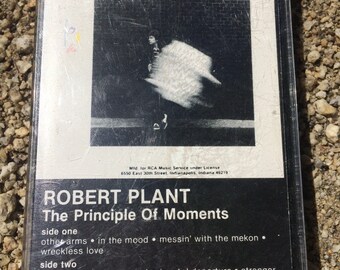 Mfd. for RCA Music Service under License
6550 East 30th Street, Indianapolis, Indiana 46219
ROBERT PLANT
The Principle Of Moments
side one
other arms • in the mood • messin' with the mekon •
wreckless love
side two
stranger